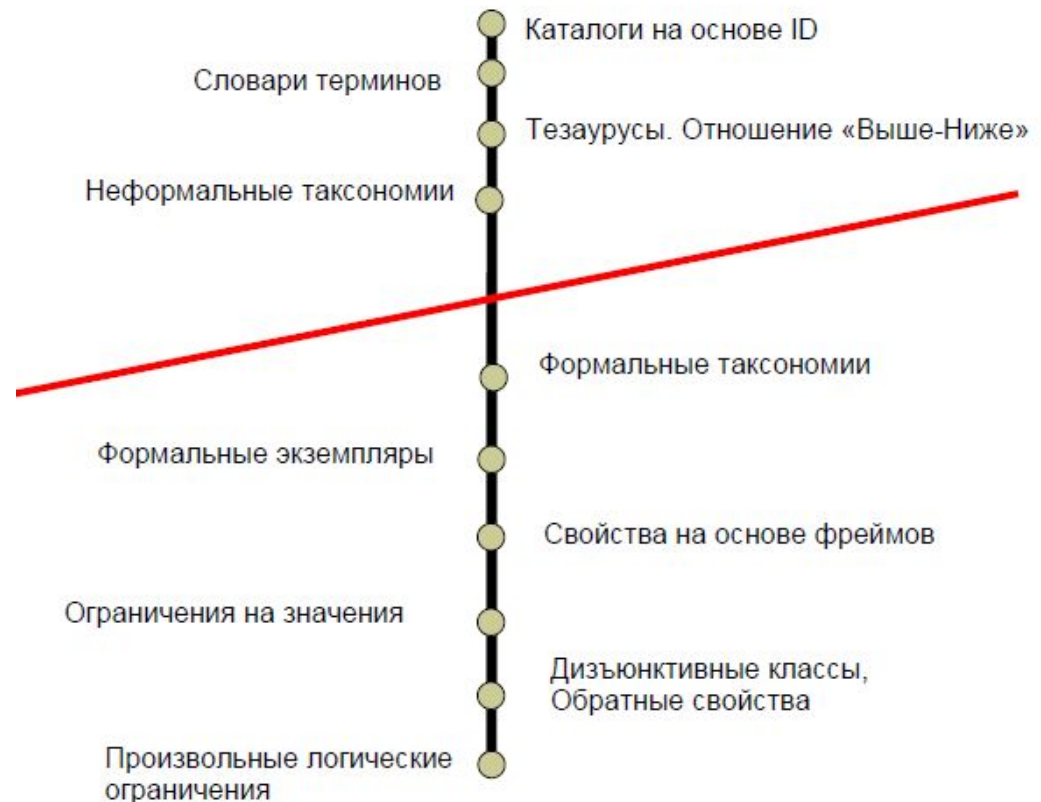 Каталоги на основе ID
Словари терминов
Тезаурусы. Отношение «Выше-Ниже»
Неформальные таксономии
Формальные таксономии
Формальные экземпляры
Свойства на основе фреймов
Ограничения на значения
Дизъюнктивные классы,
Обратные свойства
Произвольные логические
ограничения